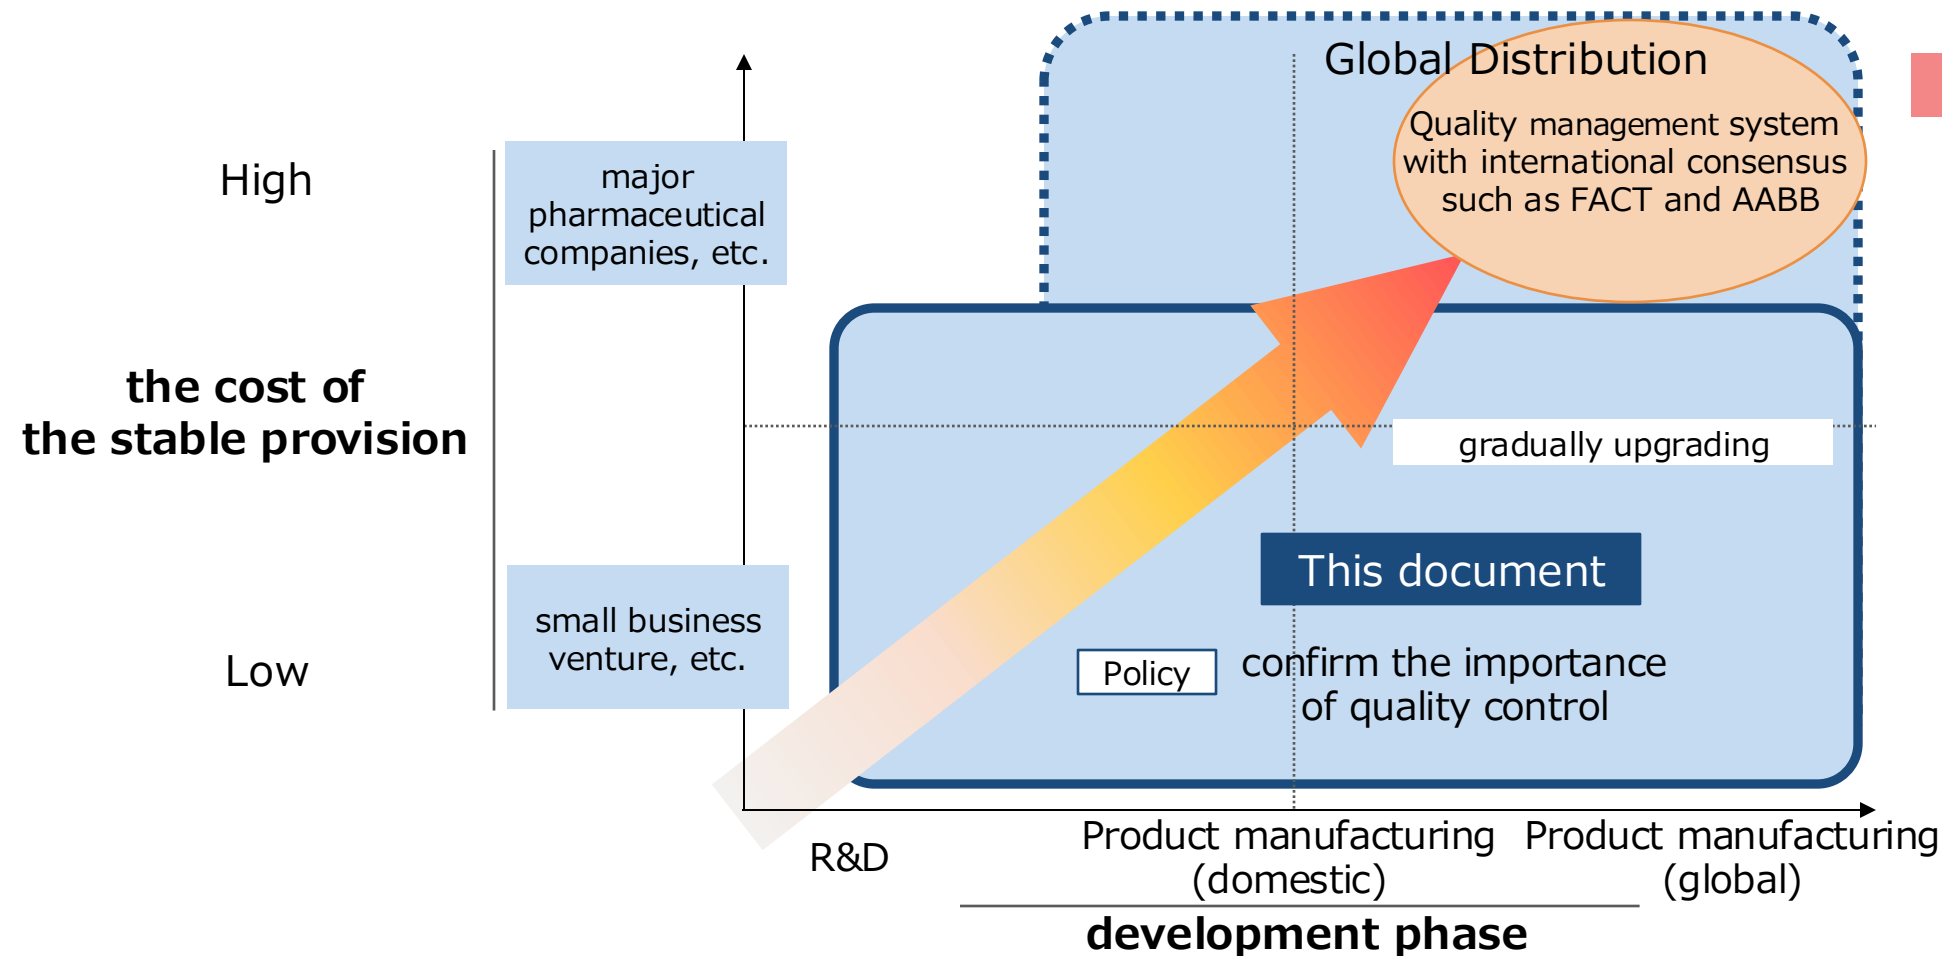 Global Distribution
Quality management system
with international consensus
such as FACT and AABB
High
major
pharmaceutical
companies, etc.
the cost of
the stable provision
gradually upgrading
This document
small business
venture, etc.
Low
Policy
confirm the importance
of quality control
R&D
Product manufacturing
(domestic)
Product manufacturing
(global)
development phase